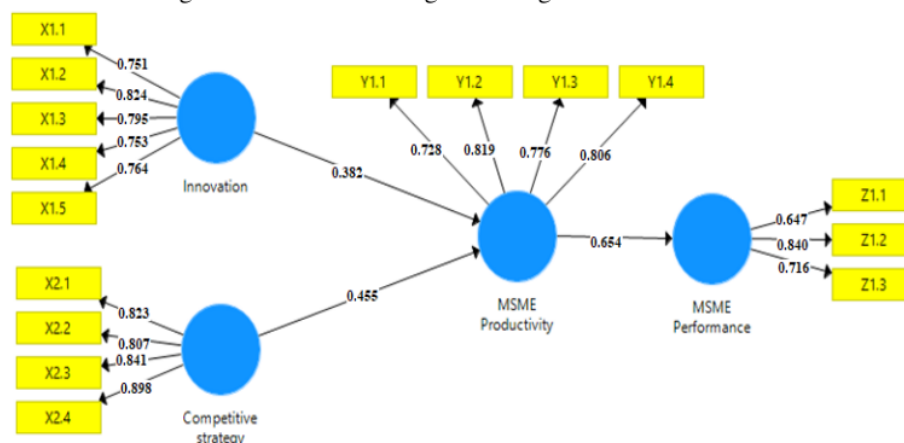 X1.1
X1.2
X1.3
X1.4
X1.5
0.751
0.824
0.795
0.753
0.764
Innovation
0.382
X2.1
X2.2
X2.3
X2.4
0.823
0.807
0.841
0.898
Competitive
strategy
0.455
Y1.1
Y1.2
Y1.3
Y1.4
0.728
0.819
0.776
0.806
MSME
Productivity
0.654
MSME
Performance
0.647
0.840
0.716
Z1.1
Z1.2
Z1.3